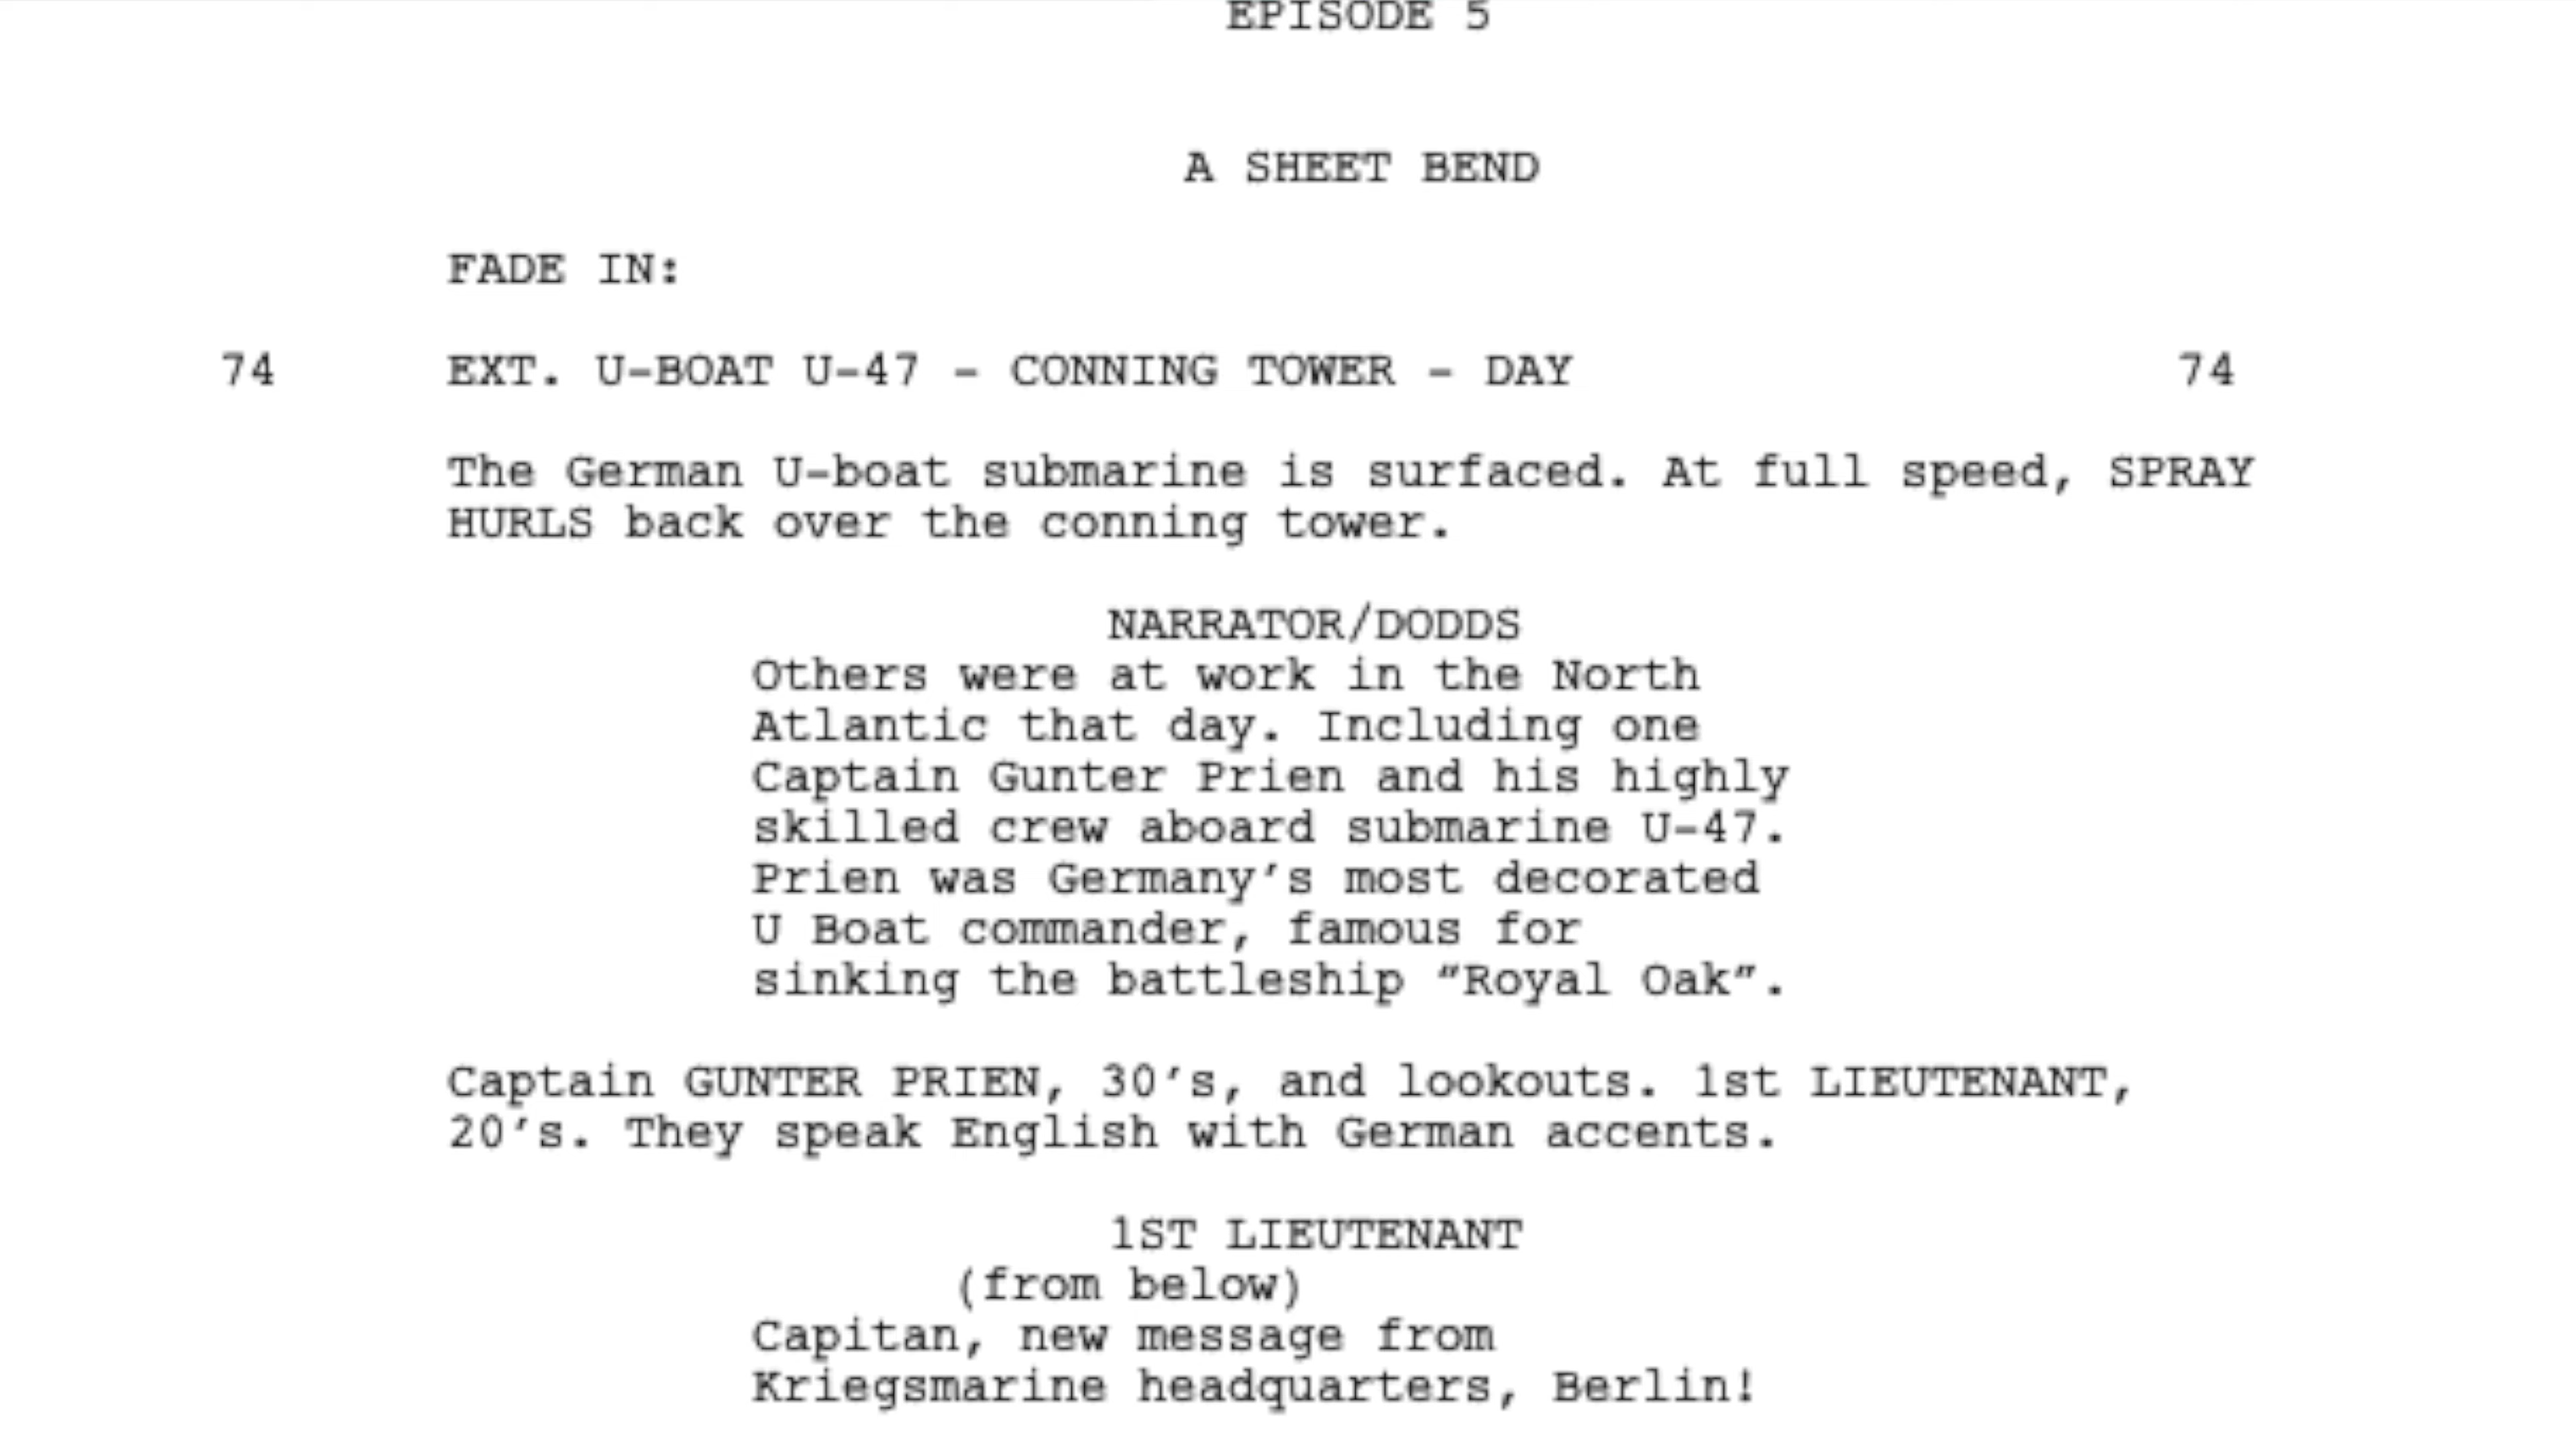 EPISODE 5
A SHEET BEND
FADE IN:
74 EXT. U-BOAT U-47 - CONNING TOWER - DAY 74
The German U-boat submarine is surfaced. At full speed, SPRAY
HURLS back over the conning tower.
NARRATOR/DODDS
Others were at work in the North
Atlantic that day. Including one
Captain Gunter Prien and his highly
skilled crew aboard submarine U-47.
Prien was Germany’s most decorated
U Boat commander, famous for
sinking the battleship “Royal Oak”.
Captain GUNTER PRIEN, 30’s, and lookouts. 1st LIEUTENANT,
20’s. They speak English with German accents.
1ST LIEUTENANT
(from below)
Capitan, new message from
Kriegsmarine headquarters, Berlin!